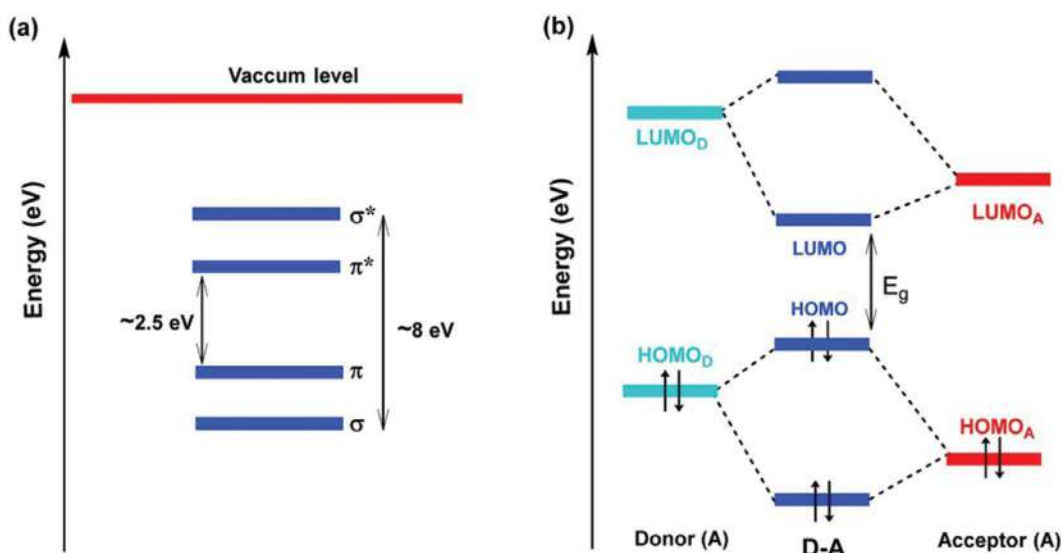 (a)
Energy (eV)
Vaccum level
σ*
π*
~2.5 eV
~8 eV
π
σ
(b)
Energy (eV)
LUMO_D
LUMO_A
LUMO
E_g
HOMO
HOMO_D
HOMO_A
Donor (A)
D-A
Acceptor (A)